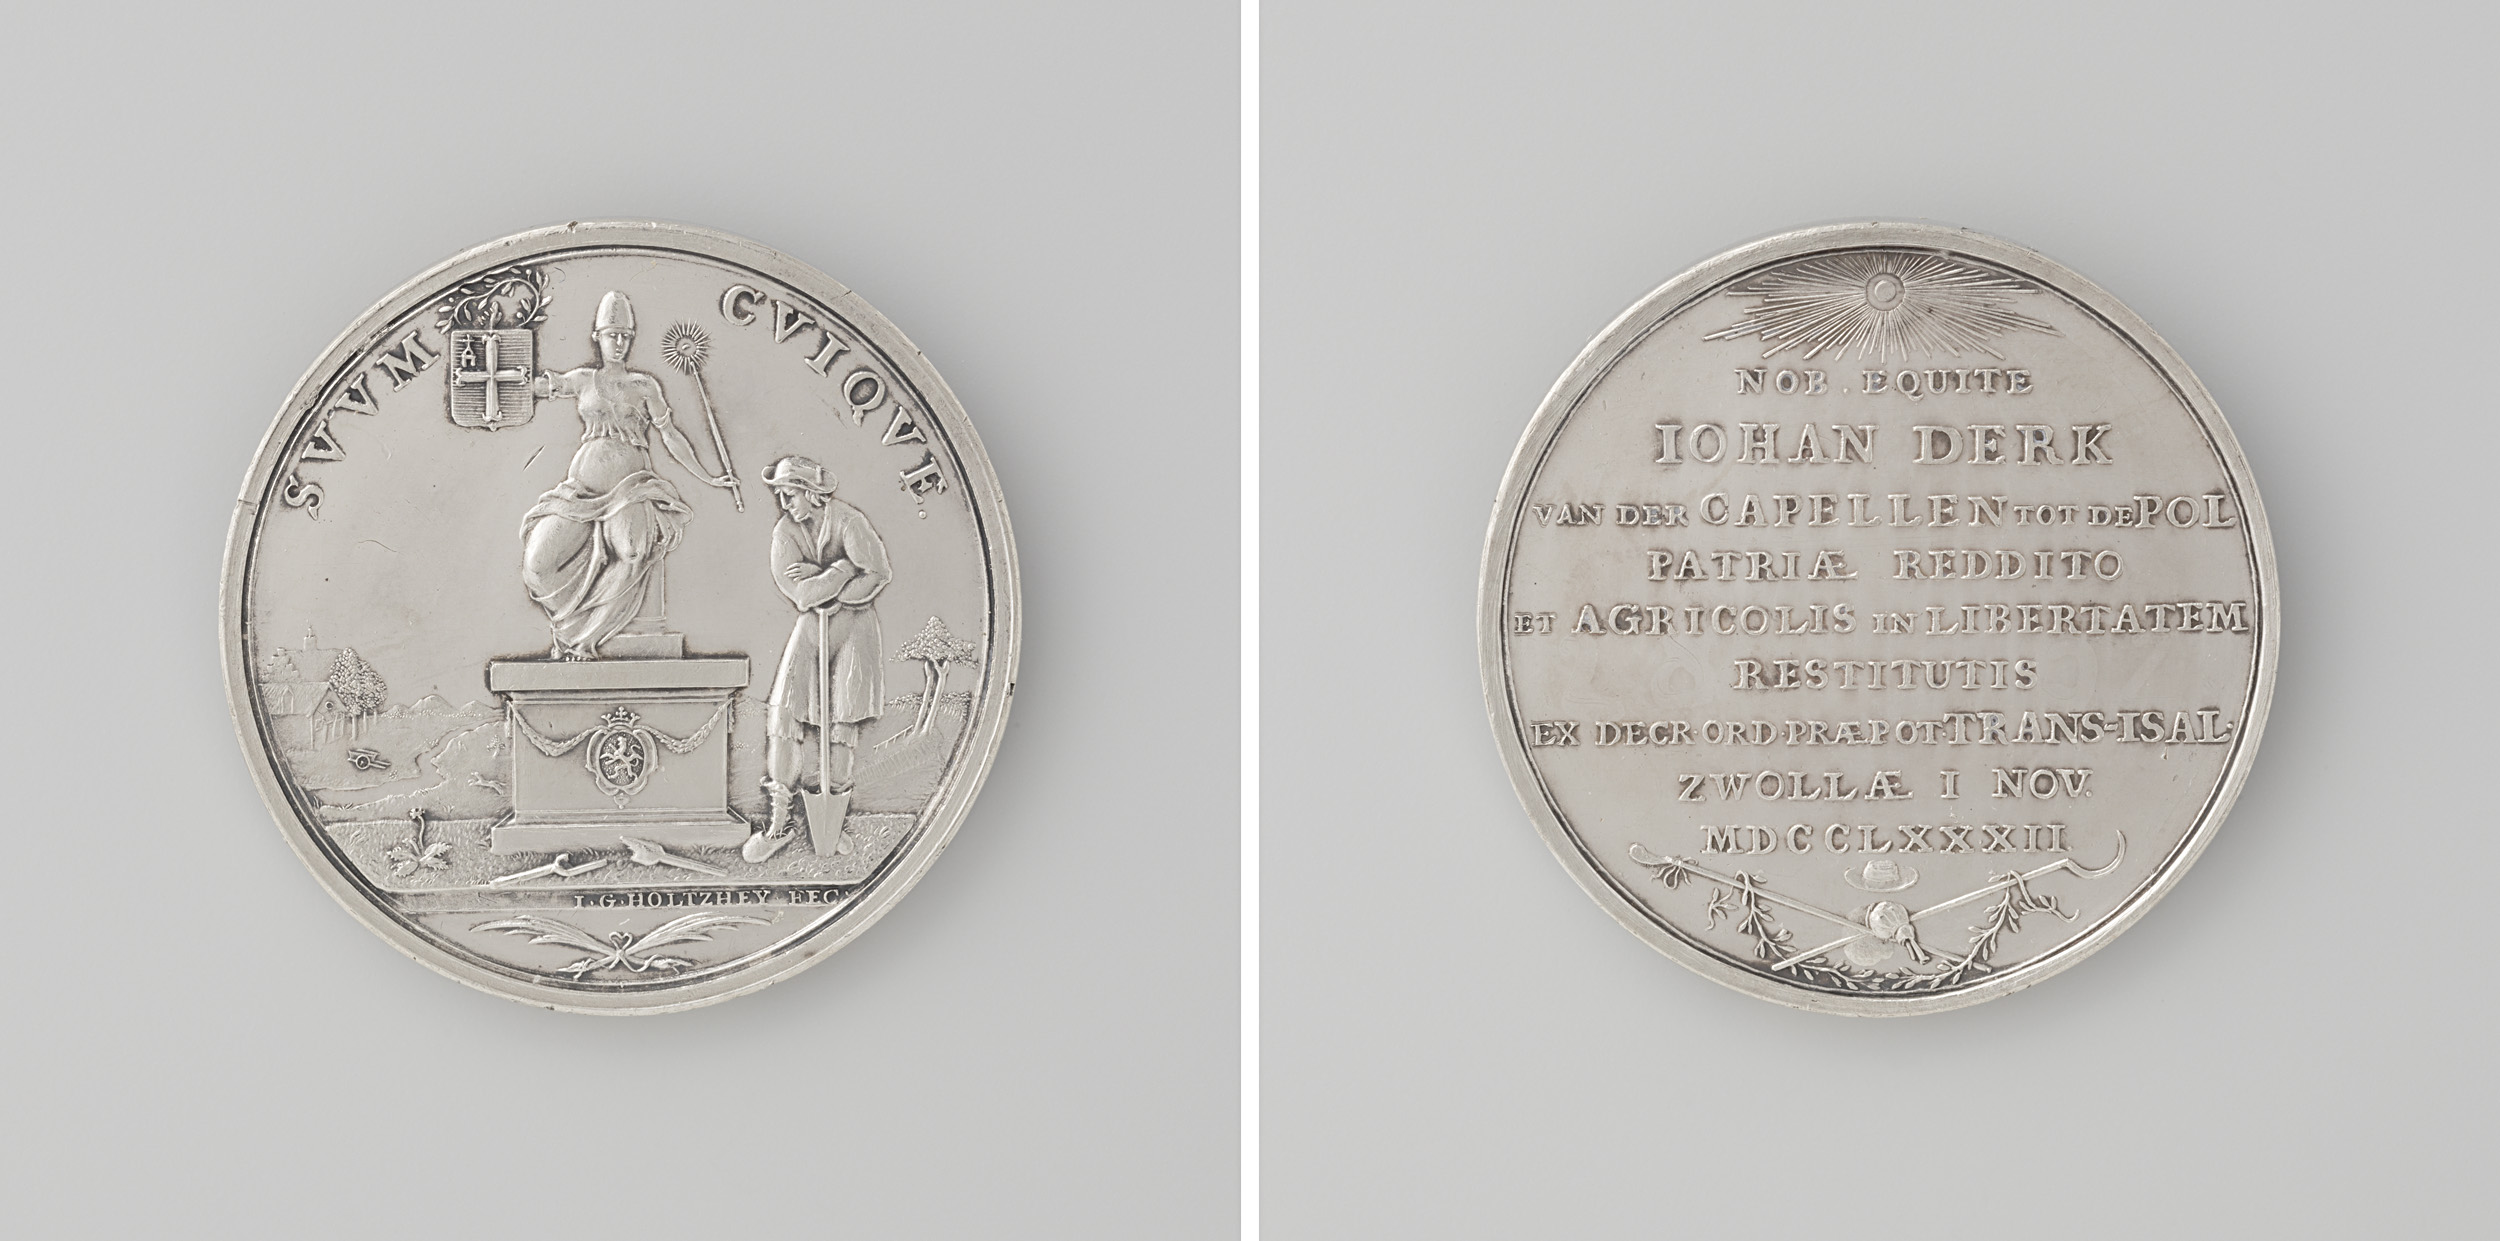 SVVM CVIQVE.
I·G·HOLTZHEY FEC·
NOB. EQUITE
IOHAN DERK
VAN DER CAPELLEN TOT DE POL
PATRIÆ REDDITO
ET AGRICOLIS IN LIBERTATEM
RESTITUTIS
EX DECR·ORD·PRÆPOT·TRANS-ISAL·
ZWOLLÆ I NOV.
MDCCLXXXII